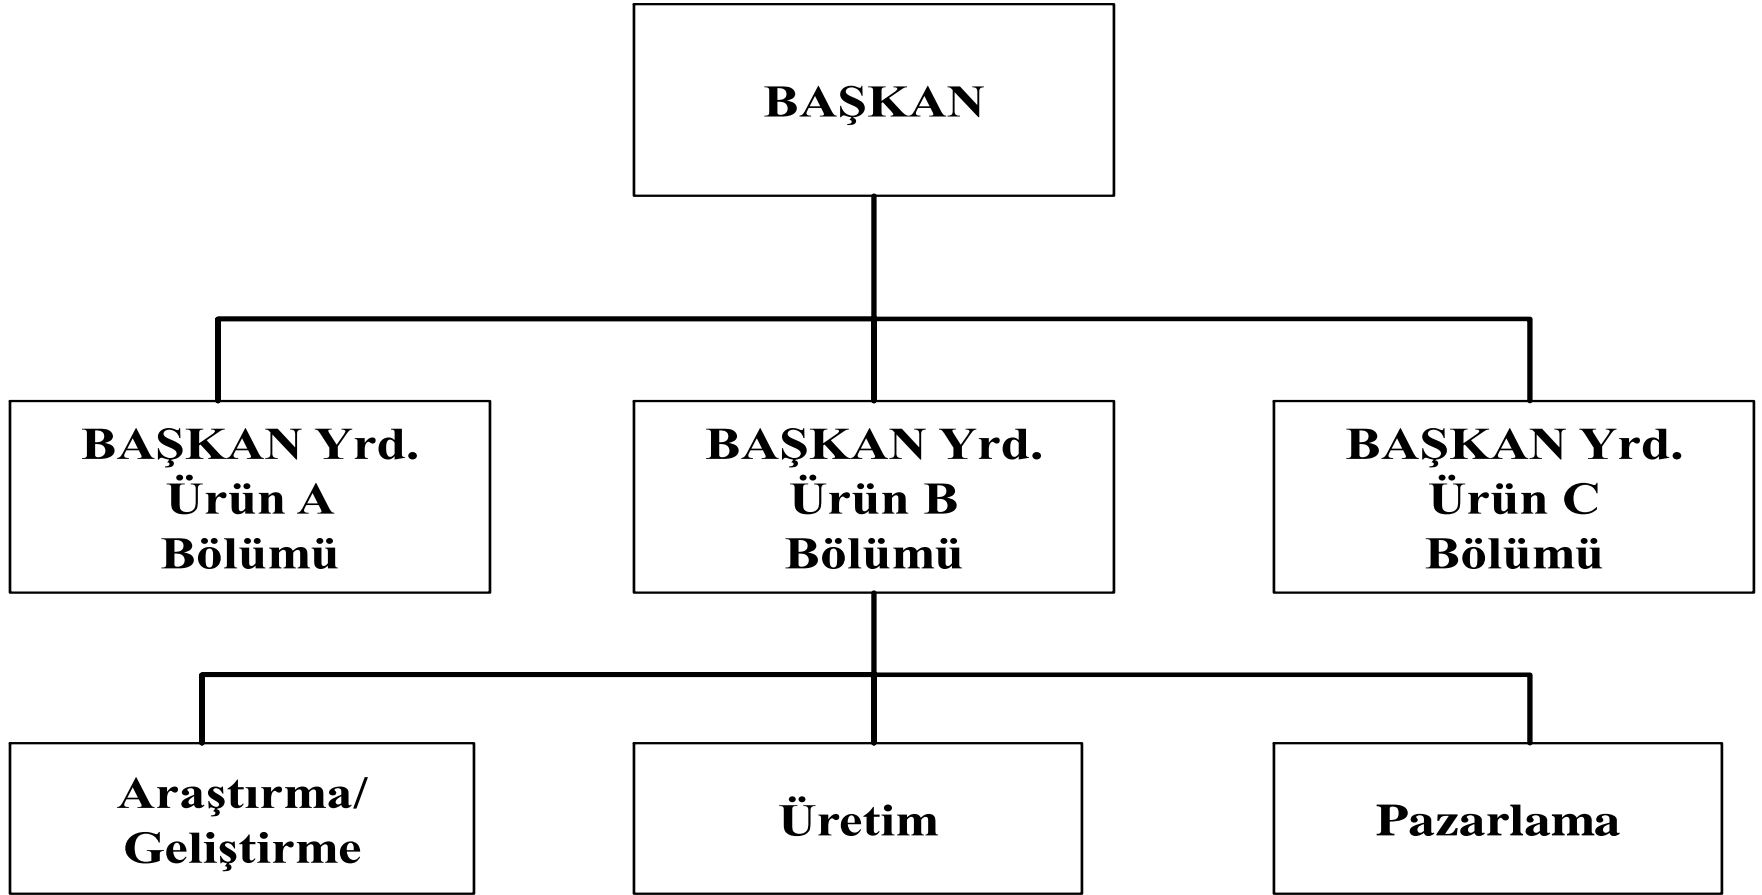 BAŞKAN
BAŞKAN Yrd.
Ürün A
Bölümü
BAŞKAN Yrd.
Ürün B
Bölümü
BAŞKAN Yrd.
Ürün C
Bölümü
Araştırma/
Geliştirme
Üretim
Pazarlama